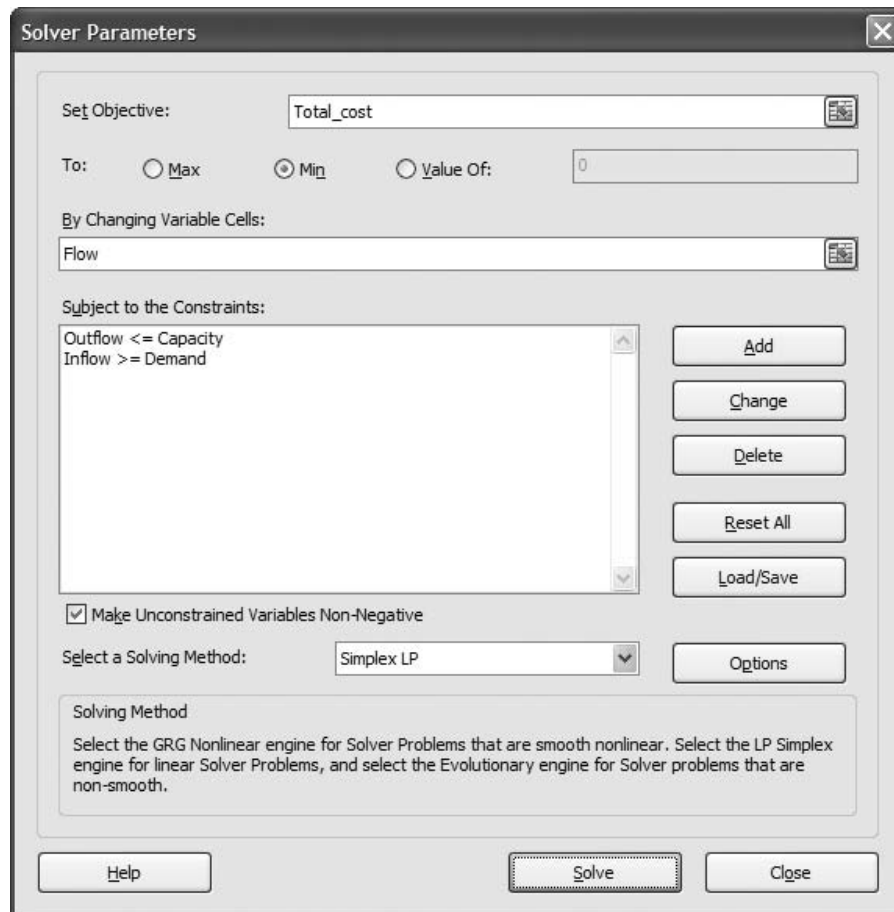 Solver Parameters
Set Objective:
Total_cost
To:
Max
Min
Value Of:
0
By Changing Variable Cells:
Flow
Subject to the Constraints:
Outflow <= Capacity
Inflow >= Demand
Add
Change
Delete
Reset All
Load/Save
Make Unconstrained Variables Non-Negative
Select a Solving Method:
Simplex LP
Options
Solving Method
Select the GRG Nonlinear engine for Solver Problems that are smooth nonlinear. Select the LP Simplex
engine for linear Solver Problems, and select the Evolutionary engine for Solver problems that are
non-smooth.
Help
Solve
Close